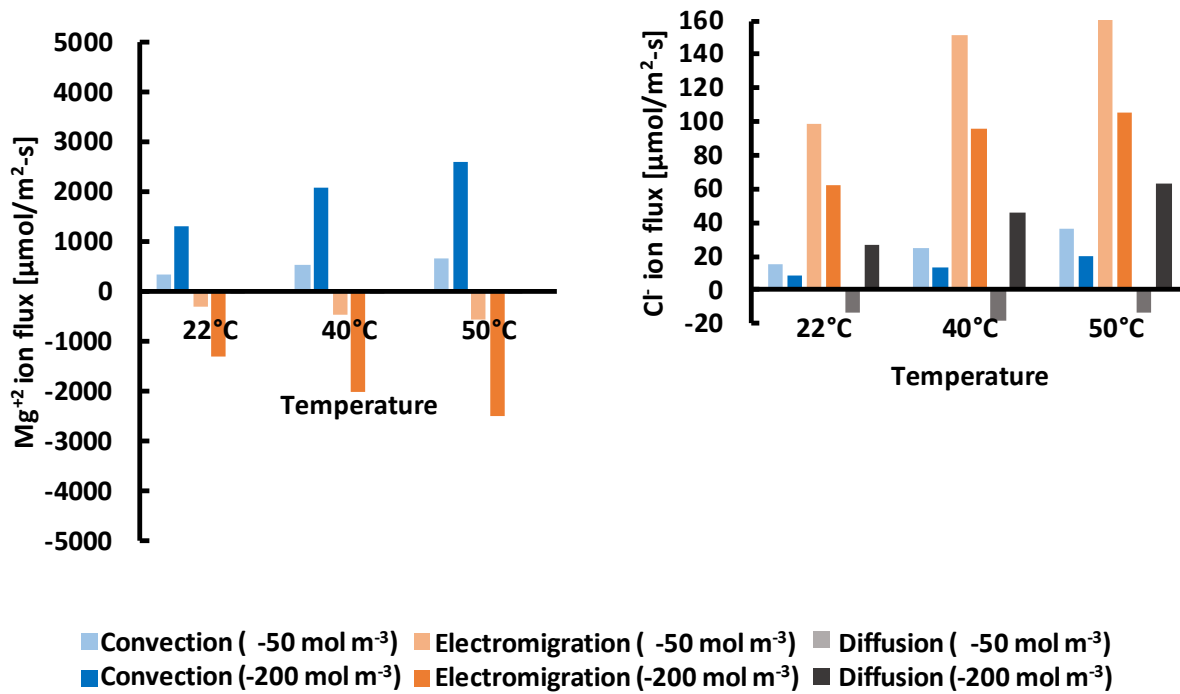 Mg⁺² ion flux [µmol/m²-s]
5000
4000
3000
2000
1000
0
-1000
-2000
-3000
-4000
-5000
22°C 40°C 50°C
Temperature
Cl⁻ ion flux [µmol/m²-s]
160
140
120
100
80
60
40
20
0
-20
22°C 40°C 50°C
Temperature
Convection ( -50 mol m⁻³) Electromigration ( -50 mol m⁻³) Diffusion ( -50 mol m⁻³)
Convection (-200 mol m⁻³) Electromigration (-200 mol m⁻³) Diffusion (-200 mol m⁻³)